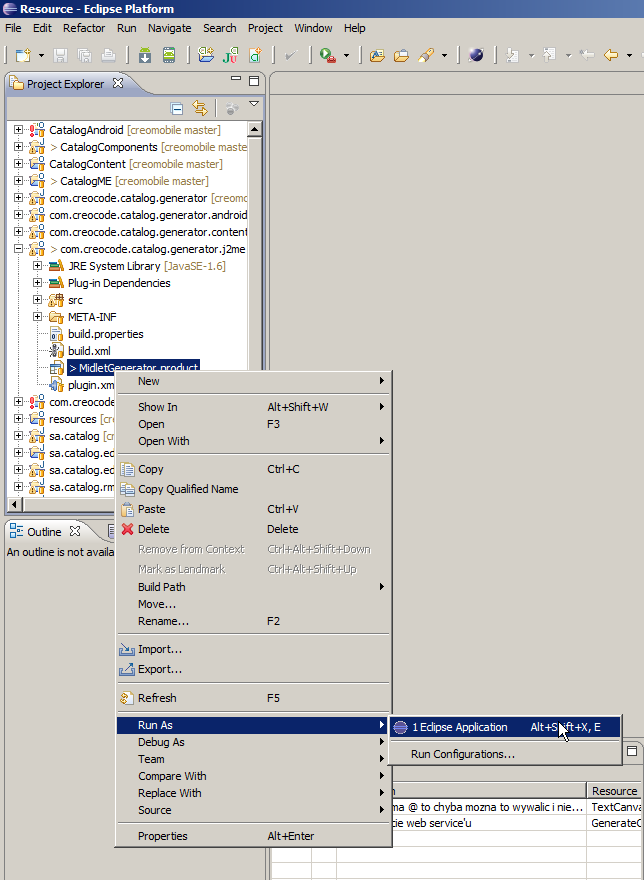 Resource - Eclipse Platform
File Edit Refactor Run Navigate Search Project Window Help
Project Explorer
CatalogAndroid [creomobile master]
> CatalogComponents [creomobile maste
CatalogContent [creomobile master]
> CatalogME [creomobile master]
com.creocode.catalog.generator [creomo
com.creocode.catalog.generator.android
com.creocode.catalog.generator.content
> com.creocode.catalog.generator.j2me
JRE System Library [JavaSE-1.6]
Plug-in Dependencies
src
META-INF
build.properties
build.xml
> MidletGenerator.product
plugin.xm
com.creocode
resources [cr
sa.catalog [c
sa.catalog.ed
sa.catalog.ed
sa.catalog.rm
New
Show In Alt+Shift+W
Open F3
Open With
Copy Ctrl+C
Copy Qualified Name
Paste Ctrl+V
Delete Delete
Remove from Context Ctrl+Alt+Shift+Down
Mark as Landmark Ctrl+Alt+Shift+Up
Build Path
Move...
Rename... F2
Import...
Export...
Refresh F5
Run As
Debug As
Team
Compare With
Replace With
Source
Properties Alt+Enter
1 Eclipse Application Alt+Shift+X, E
Run Configurations...
Outline
An outline is not availa
n Resource
ma @ to chyba mozna to wywalic i nie... TextCanva
cie web service'u GenerateC